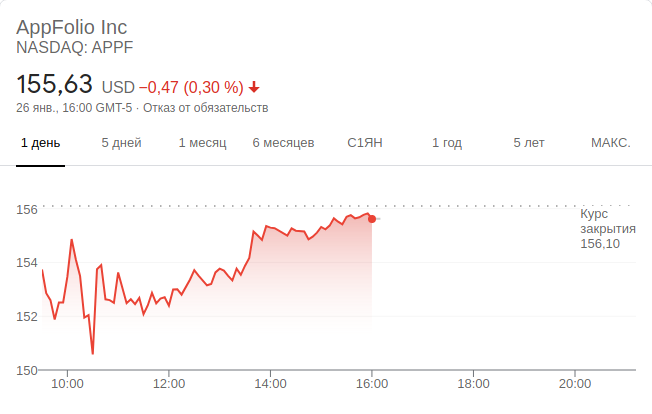 AppFolio Inc
NASDAQ: APPF
155,63 USD −0,47 (0,30 %)
26 янв., 16:00 GMT-5 · Отказ от обязательств
1 день 5 дней 1 месяц 6 месяцев С1ЯН 1 год 5 лет МАКС.
156
Курс
закрытия
156,10
154
152
150
10:00 12:00 14:00 16:00 18:00 20:00